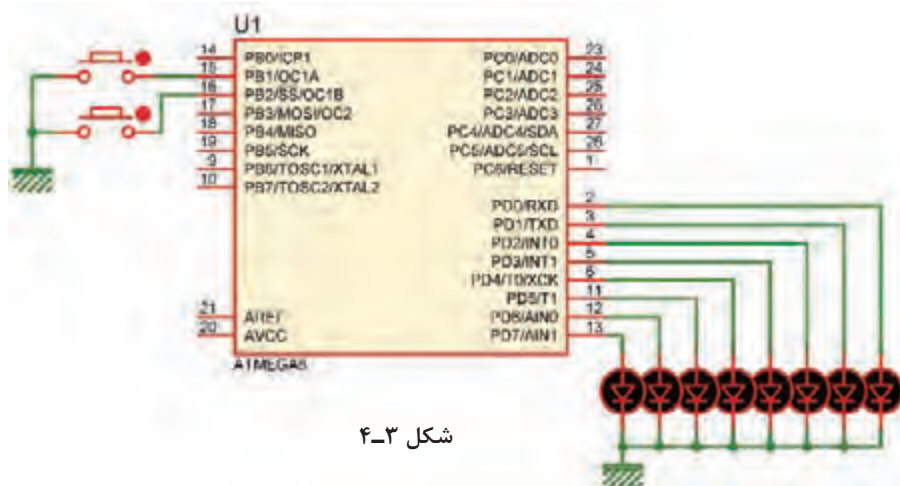 U1
14 PB0/ICP1
15 PB1/OC1A
16 PB2/SS/OC1B
17 PB3/MOSI/OC2
18 PB4/MISO
19 PB5/SCK
9 PB6/TOSC1/XTAL1
10 PB7/TOSC2/XTAL2
21 AREF
20 AVCC
PC0/ADC0 23
PC1/ADC1 24
PC2/ADC2 25
PC3/ADC3 26
PC4/ADC4/SDA 27
PC5/ADC5/SCL 28
PC6/RESET 1
PD0/RXD 2
PD1/TXD 3
PD2/INT0 4
PD3/INT1 5
PD4/T0/XCK 6
PD5/T1 11
PD6/AIN0 12
PD7/AIN1 13
ATMEGA8
شکل ۳ـ۴